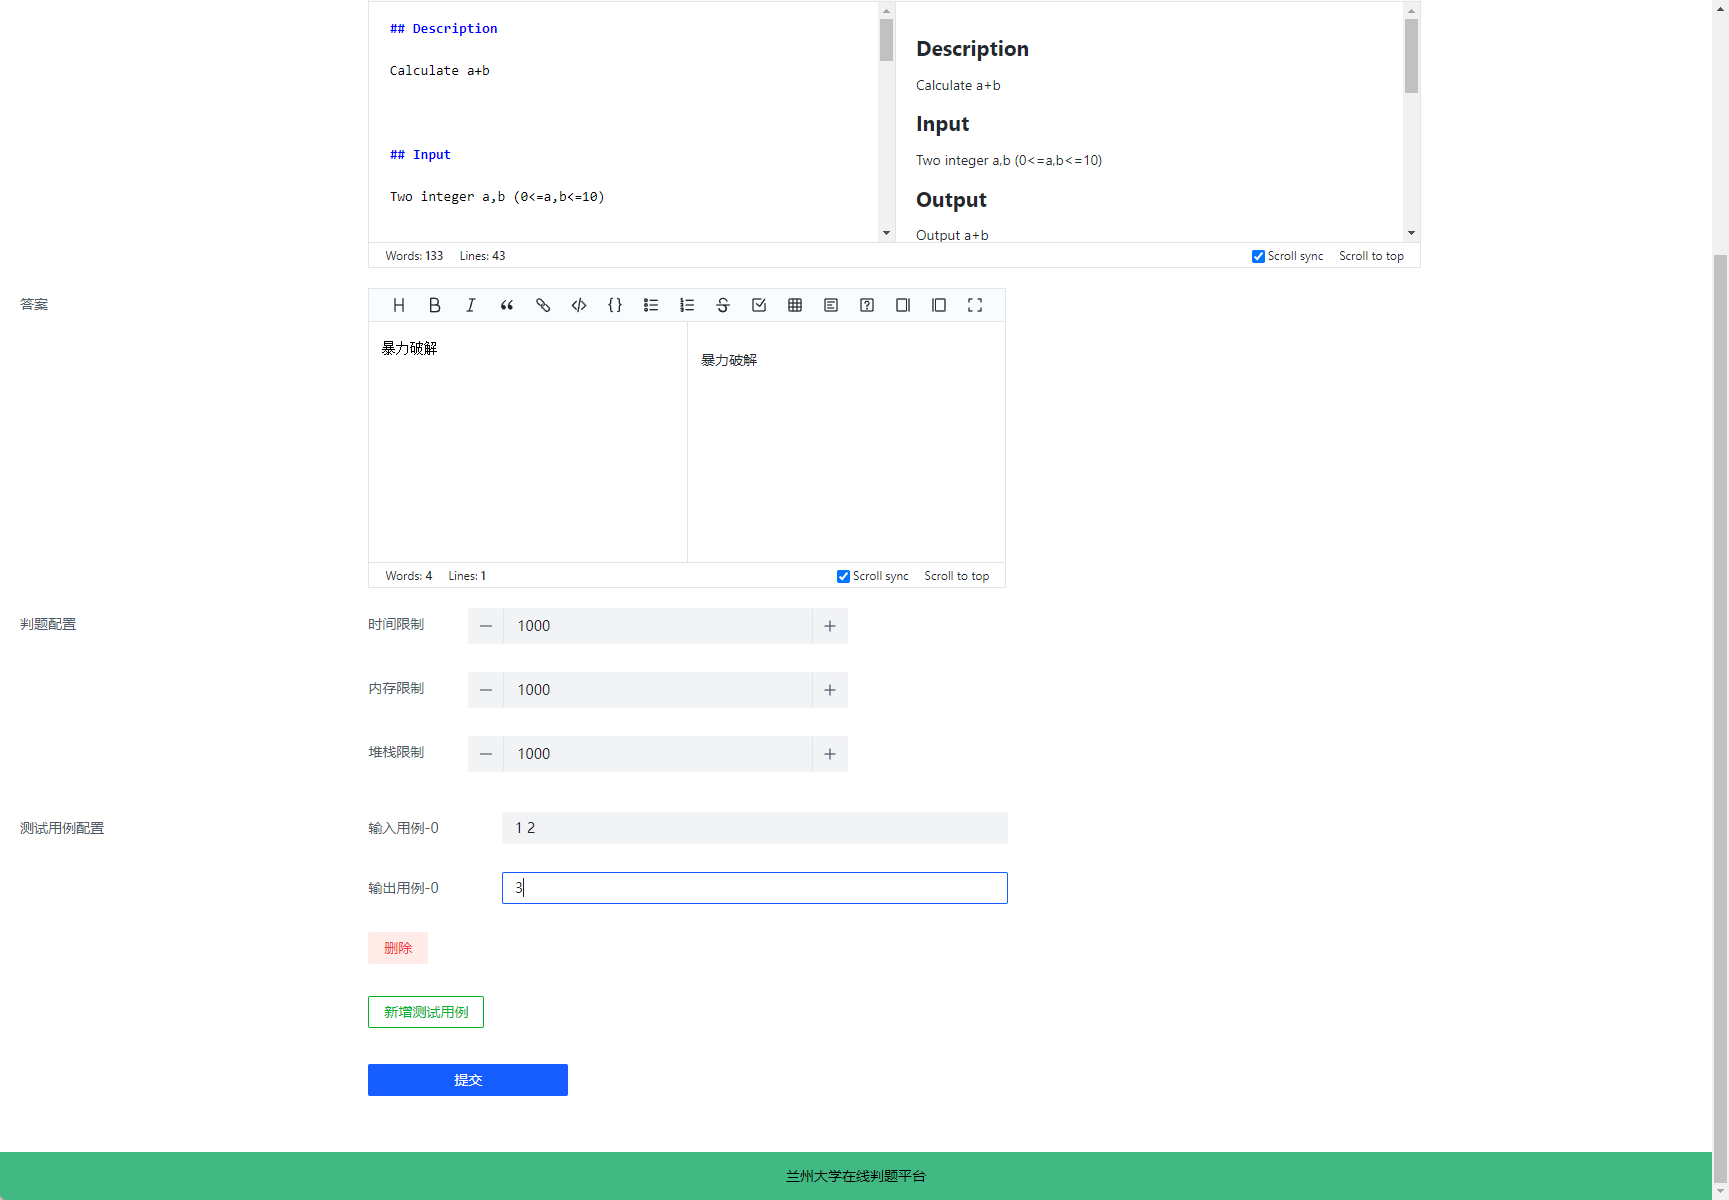 ## Description
Calculate a+b
## Input
Two integer a,b (0<=a,b<=10)
Description
Calculate a+b
Input
Two integer a,b (0<=a,b<=10)
Output
Output a+b
Words: 133 Lines: 43
Scroll sync Scroll to top
答案
暴力破解
暴力破解
Words: 4 Lines: 1
Scroll sync Scroll to top
判题配置
时间限制 1000
内存限制 1000
堆栈限制 1000
测试用例配置
输入用例-0 1 2
输出用例-0 3
删除
新增测试用例
提交
兰州大学在线判题平台